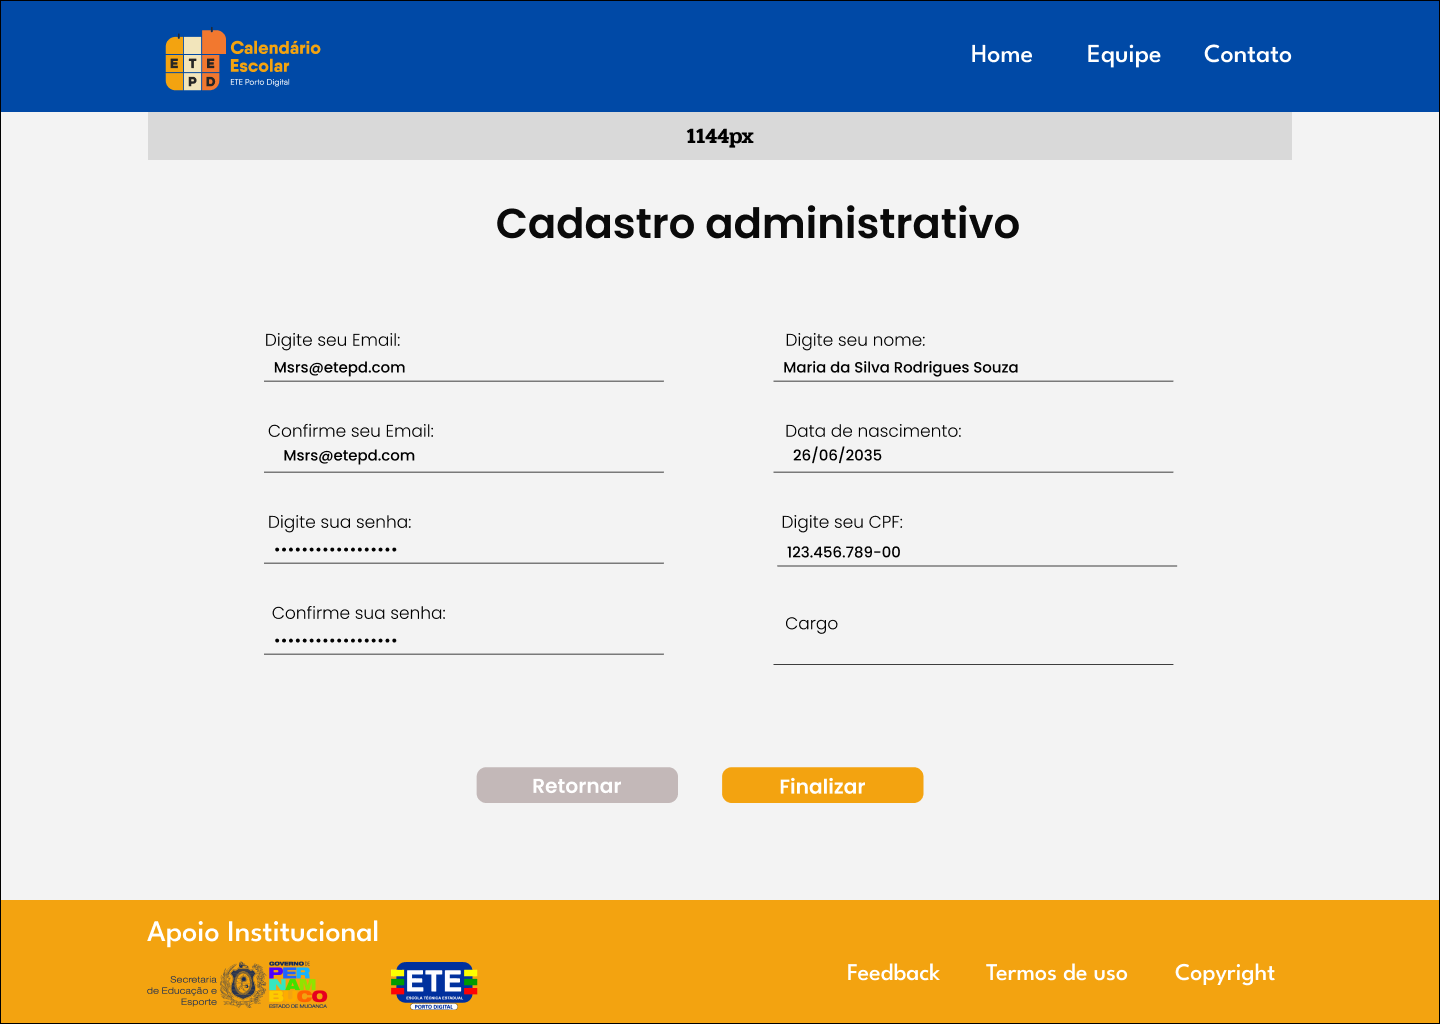 E T E
P D
Calendário
Escolar
ETE Porto Digital
Home Equipe Contato
1144px
Cadastro administrativo
Digite seu Email:
Msrs@etepd.com
Confirme seu Email:
Msrs@etepd.com
Digite sua senha:
••••••••••••••••••
Confirme sua senha:
••••••••••••••••••
Digite seu nome:
Maria da Silva Rodrigues Souza
Data de nascimento:
26/06/2035
Digite seu CPF:
123.456.789-00
Cargo
Retornar
Finalizar
Apoio Institucional
Secretaria
de Educação e
Esporte
GOVERNO DE
PER
NAM
BUCO
ESTADO DE MUDANÇA
ETE
ESCOLA TÉCNICA ESTADUAL
PORTO DIGITAL
Feedback Termos de uso Copyright